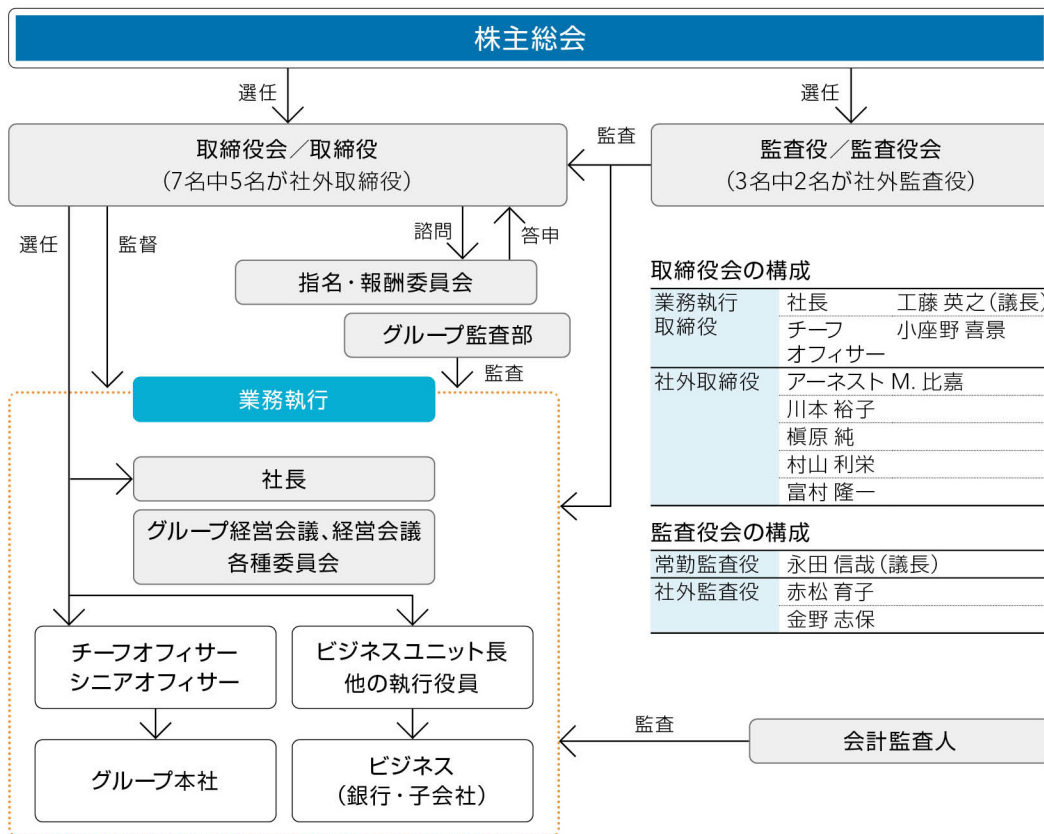 株主総会
選任
選任
取締役会／取締役
(7名中5名が社外取締役)
監査
監査役／監査役会
(3名中2名が社外監査役)
選任
監督
諮問
答申
指名・報酬委員会
グループ監査部
監査
業務執行
社長
グループ経営会議、経営会議
各種委員会
チーフオフィサー
シニアオフィサー
ビジネスユニット長
他の執行役員
グループ本社
ビジネス
(銀行・子会社)
取締役会の構成
業務執行 社長 工藤 英之(議長)
取締役 チーフ 小座野 喜景
オフィサー
社外取締役 アーネスト M. 比嘉
川本 裕子
槇原 純
村山 利栄
富村 隆一
監査役会の構成
常勤監査役 永田 信哉(議長)
社外監査役 赤松 育子
金野 志保
監査
会計監査人